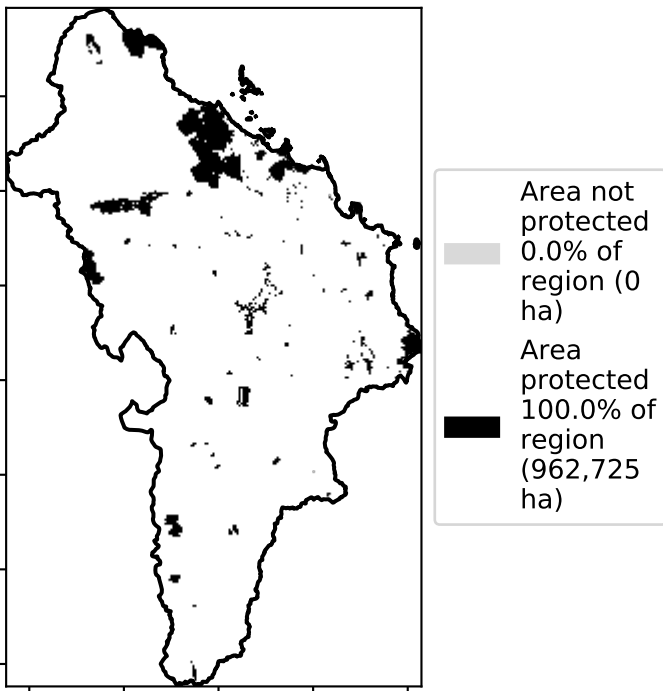 Area not
protected
0.0% of
region (0
ha)
Area
protected
100.0% of
region
(962,725
ha)